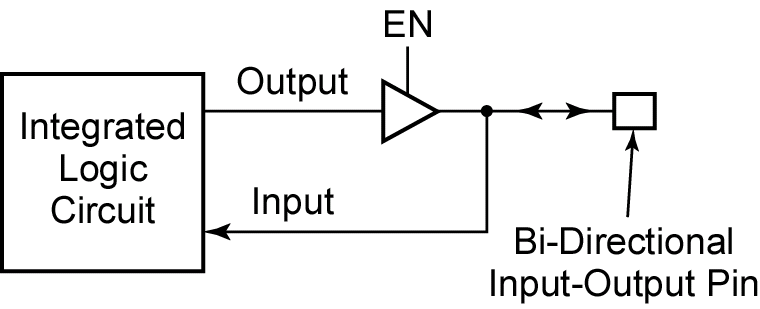 EN
Output
Integrated
Logic
Circuit
Input
Bi-Directional
Input-Output Pin